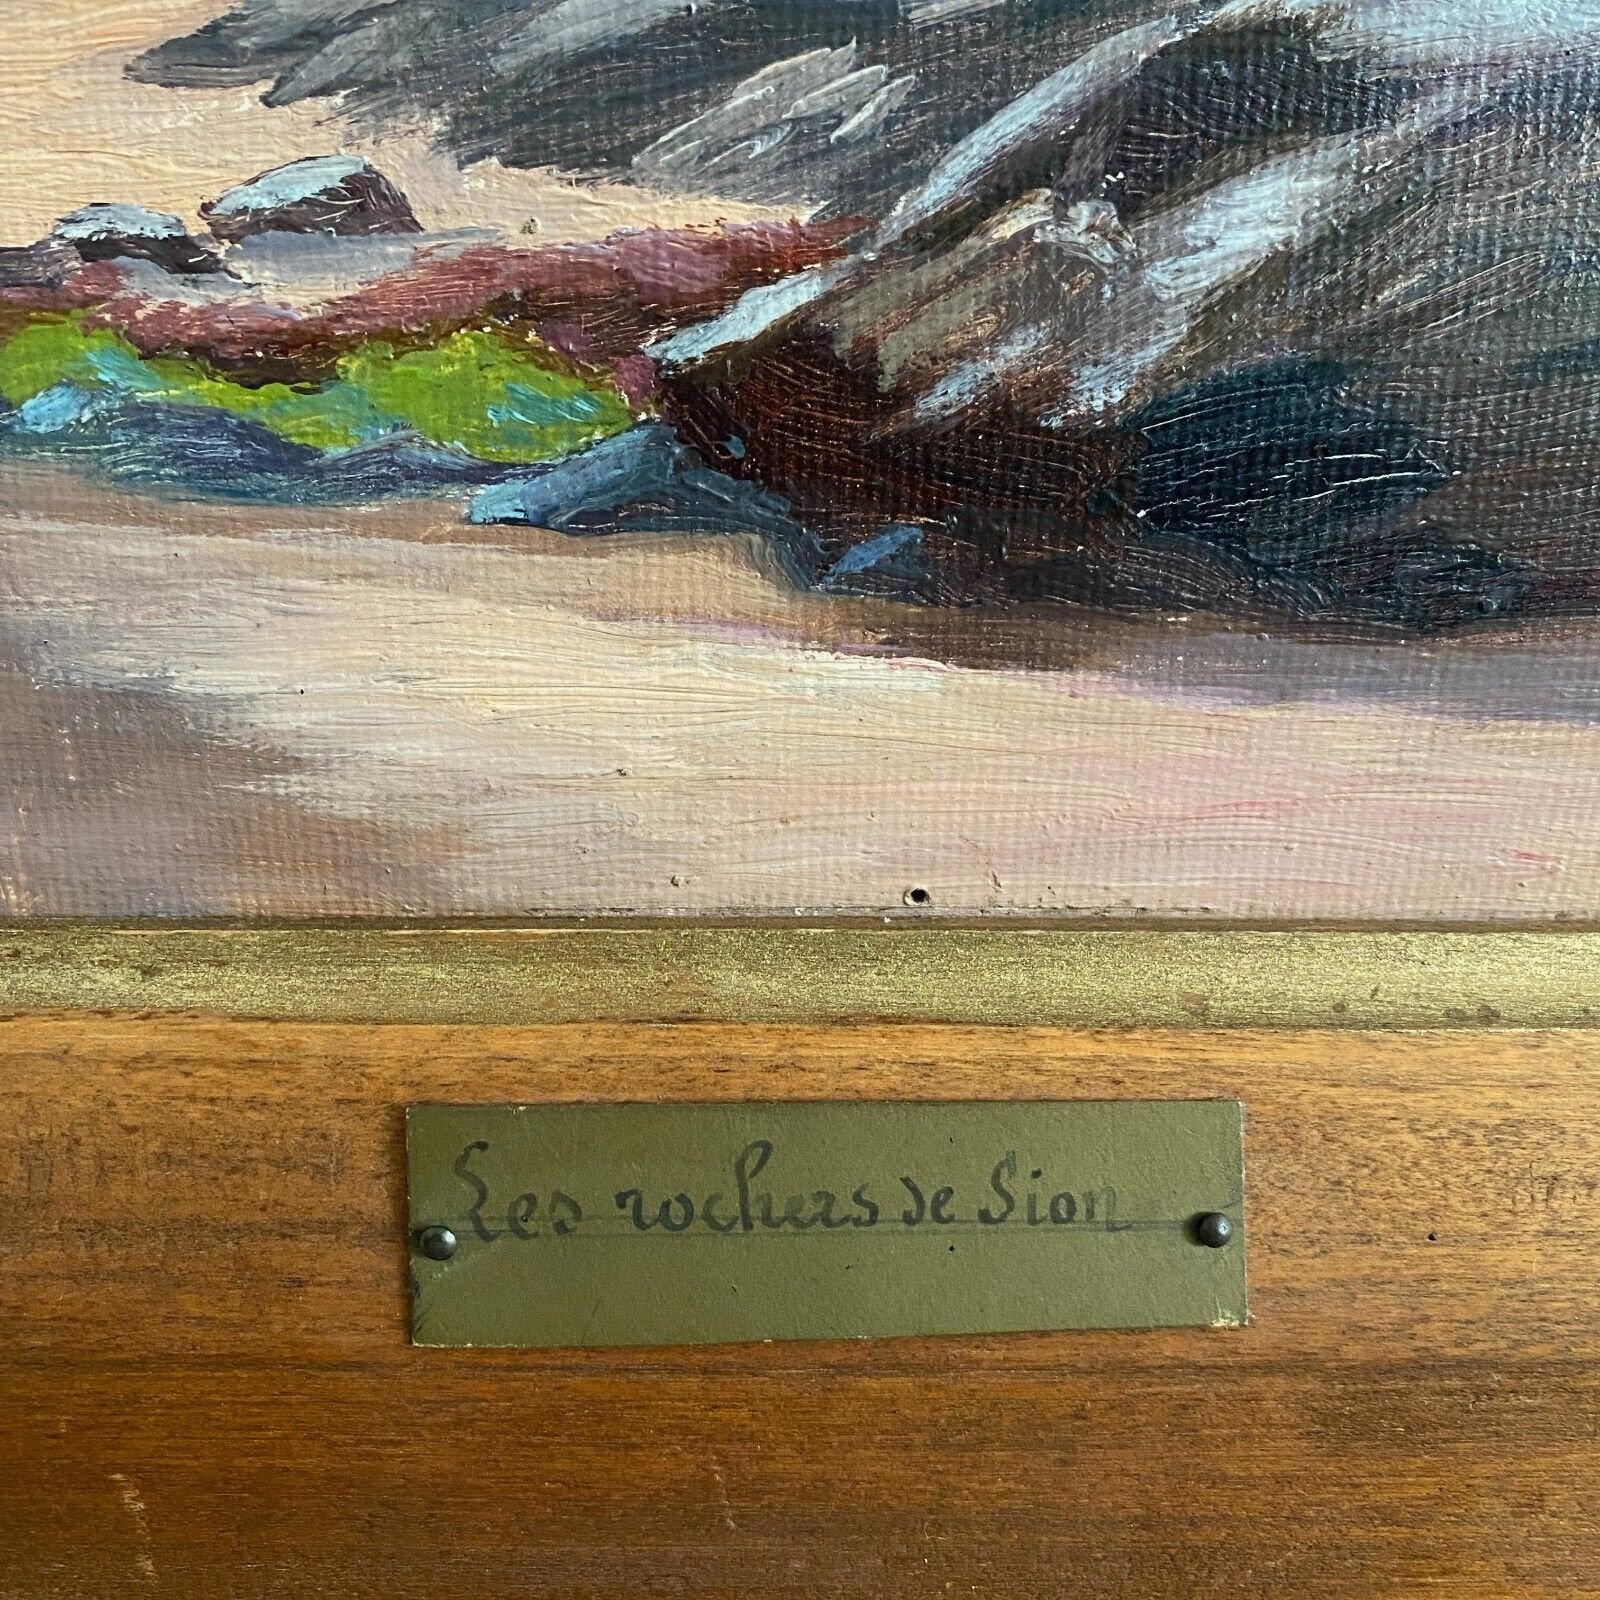 Les rochers de Sion